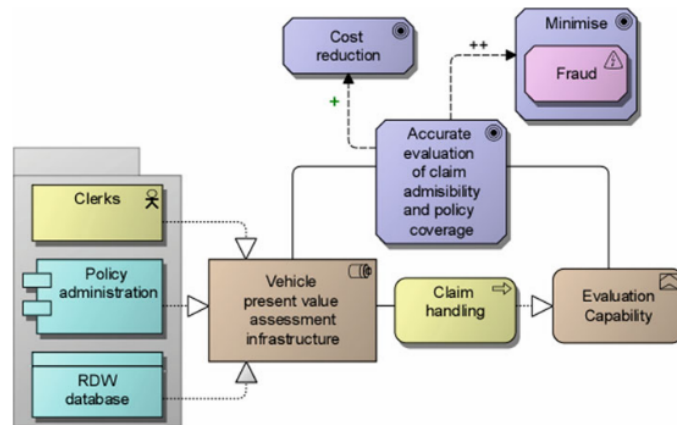 Cost
reduction
Minimise
++
Fraud
+
Accurate
evaluation
of claim
admisibility
and policy
coverage
Clerks
Policy
administration
RDW
database
Vehicle
present value
assessment
infrastructure
Claim
handling
Evaluation
Capability